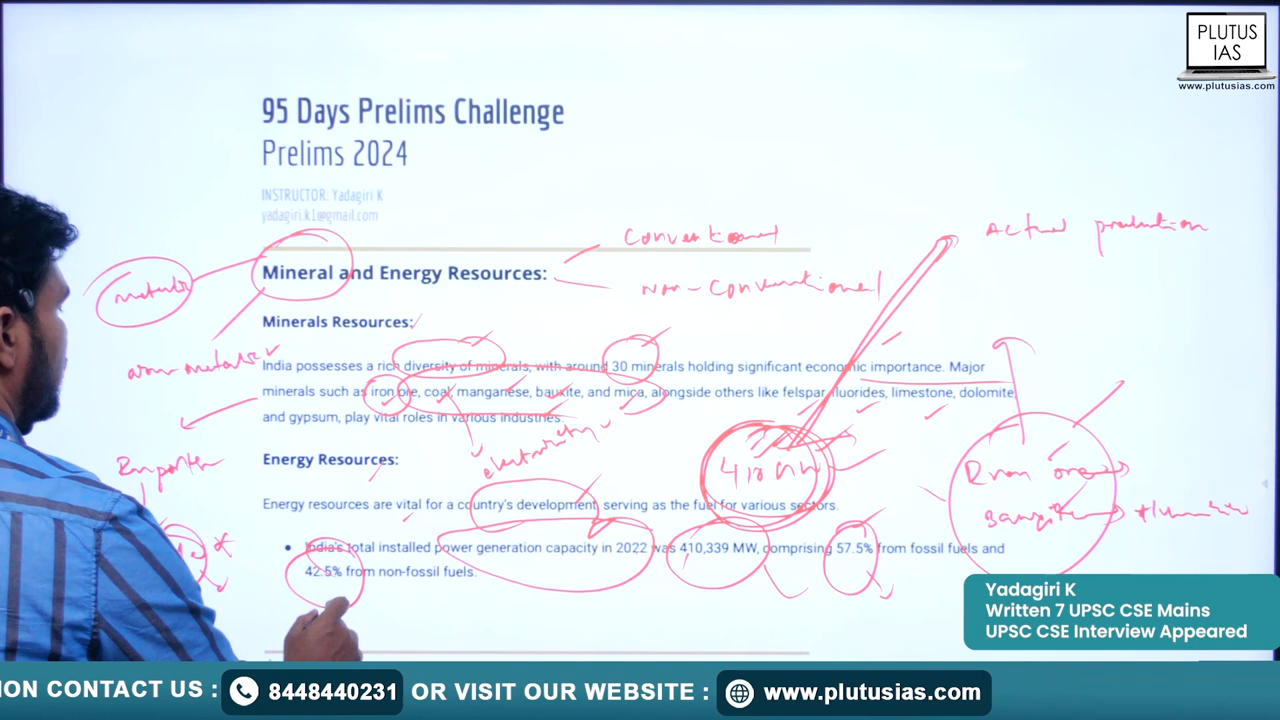 PLUTUS
IAS
www.plutusias.com
95 Days Prelims Challenge
Prelims 2024
INSTRUCTOR: Yadagiri K
yadagiri.k1@gmail.com
Actual production
Conventional
Mineral and Energy Resources:
metals
Non-Conventional
Minerals Resources:
non-metals
India possesses a rich diversity of minerals, with around 30 minerals holding significant economic importance. Major
minerals such as iron ore, coal, manganese, bauxite, and mica, alongside others like felspar, fluorides, limestone, dolomite,
and gypsum, play vital roles in various industries.
electricity
Energy Resources:
410
Iron ore
Energy resources are vital for a country's development, serving as the fuel for various sectors.
• India's total installed power generation capacity in 2022 was 410,339 MW, comprising 57.5% from fossil fuels and
42.5% from non-fossil fuels.
Yadagiri K
Written 7 UPSC CSE Mains
UPSC CSE Interview Appeared
ION CONTACT US : 8448440231 OR VISIT OUR WEBSITE : www.plutusias.com